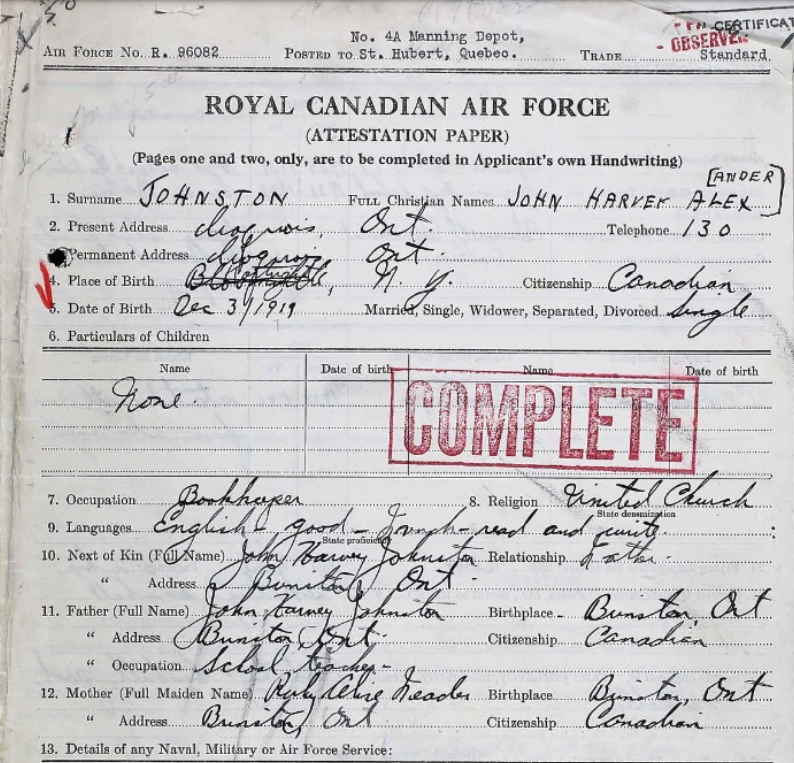 No. 4A Manning Depot,
CERTIFICAT
OBSERVER
AIR FORCE No. R. 96082 POSTED TO St. Hubert, Quebec. TRADE Standard.
ROYAL CANADIAN AIR FORCE
(ATTESTATION PAPER)
(Pages one and two, only, are to be completed in Applicant's own Handwriting)
[ANDER]
1. Surname JOHNSTON FULL Christian Names JOHN HARVEY ALEX
2. Present Address Iroquois, Ont. Telephone 130
3. Permanent Address Iroquois Ont.
4. Place of Birth N.Y. Citizenship Canadian
5. Date of Birth Dec 3/1919 Married, Single, Widower, Separated, Divorced Single
6. Particulars of Children
Name Date of birth Name Date of birth
None.
COMPLETE
7. Occupation Bookkeeper 8. Religion United Church
State denomination
9. Languages English - good - French - read and write.
State proficiency
10. Next of Kin (Full Name) John Harvey Johnston Relationship Father.
" Address Ont.
11. Father (Full Name) John Harvey Johnston Birthplace Ont
" Address Ont. Citizenship Canadian
" Occupation School teacher -
12. Mother (Full Maiden Name) Ruby Birthplace Ont
" Address Ont Citizenship Canadian
13. Details of any Naval, Military or Air Force Service: